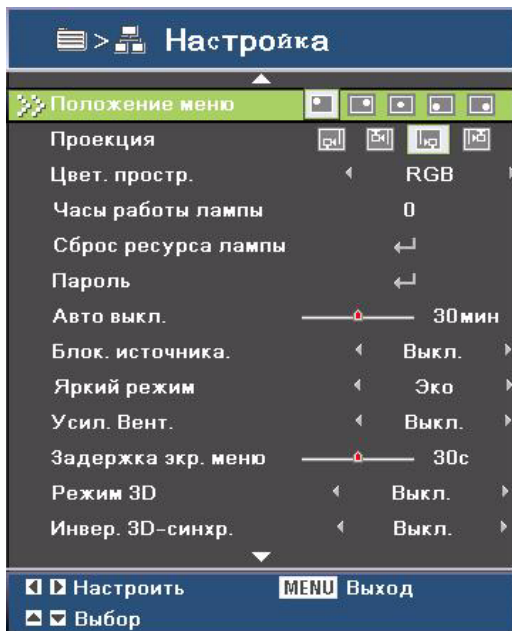 Настройка
Положение меню
Проекция
Цвет. простр. RGB
Часы работы лампы 0
Сброс ресурса лампы
Пароль
Авто выкл. 30мин
Блок. источника. Выкл.
Яркий режим Эко
Усил. Вент. Выкл.
Задержка экр. меню 30с
Режим 3D Выкл.
Инвер. 3D-синхр. Выкл.
Настроить MENU Выход
Выбор